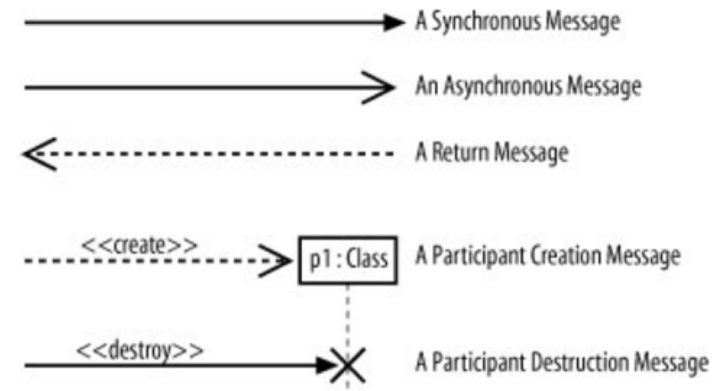 A Synchronous Message
An Asynchronous Message
A Return Message
<<create>>
p1 : Class
A Participant Creation Message
<<destroy>>
A Participant Destruction Message